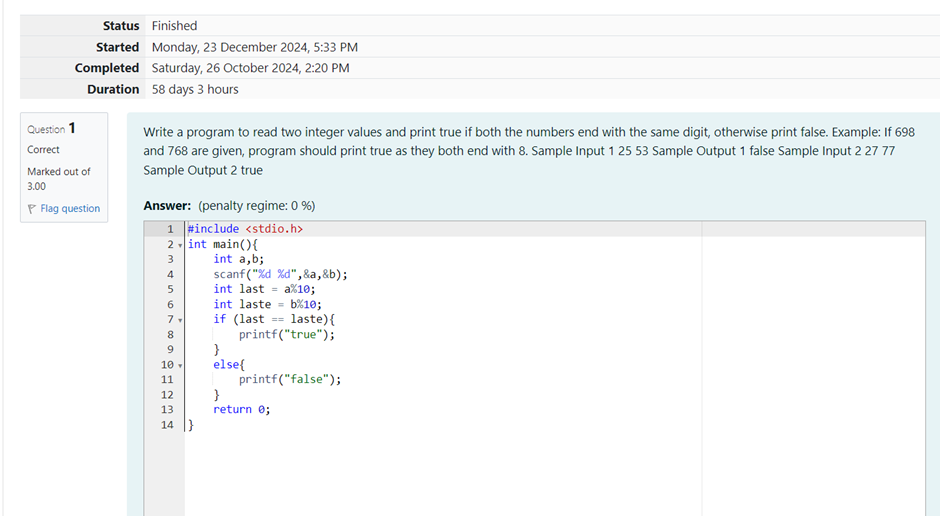 Status Finished
Started Monday, 23 December 2024, 5:33 PM
Completed Saturday, 26 October 2024, 2:20 PM
Duration 58 days 3 hours
Question 1
Correct
Marked out of
3.00
Flag question
Write a program to read two integer values and print true if both the numbers end with the same digit, otherwise print false. Example: If 698
and 768 are given, program should print true as they both end with 8. Sample Input 1 25 53 Sample Output 1 false Sample Input 2 27 77
Sample Output 2 true
Answer: (penalty regime: 0 %)
1 #include <stdio.h>
2 int main(){
3     int a,b;
4     scanf("%d %d",&a,&b);
5     int last = a%10;
6     int laste = b%10;
7     if (last == laste){
8         printf("true");
9     }
10     else{
11         printf("false");
12     }
13     return 0;
14 }